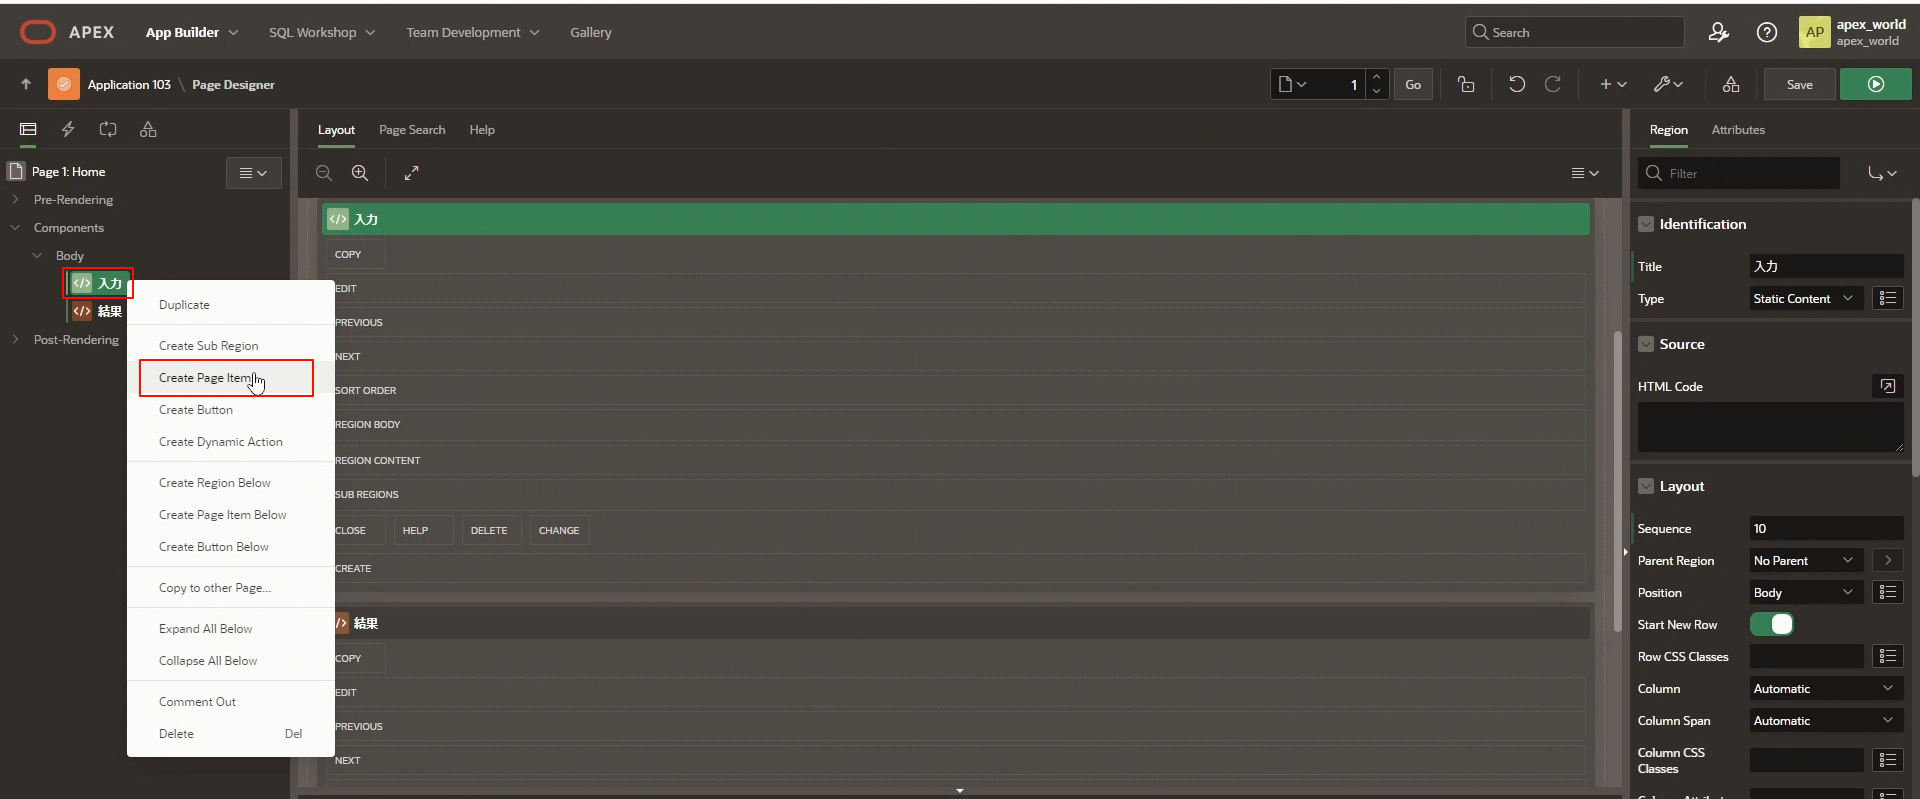 APEX
App Builder
SQL Workshop
Team Development
Gallery
Search
AP
apex_world
apex_world
Application 103 \ Page Designer
1
Go
Save
Layout
Page Search
Help
Region
Attributes
Page 1: Home
Pre-Rendering
Components
Body
入力
結果
Post-Rendering
Duplicate
Create Sub Region
Create Page Item
Create Button
Create Dynamic Action
Create Region Below
Create Page Item Below
Create Button Below
Copy to other Page...
Expand All Below
Collapse All Below
Comment Out
Delete Del
入力
COPY
EDIT
PREVIOUS
NEXT
SORT ORDER
REGION BODY
REGION CONTENT
SUB REGIONS
CLOSE HELP DELETE CHANGE
CREATE
結果
COPY
EDIT
PREVIOUS
NEXT
Filter
Identification
Title 入力
Type Static Content
Source
HTML Code
Layout
Sequence 10
Parent Region No Parent
Position Body
Start New Row
Row CSS Classes
Column Automatic
Column Span Automatic
Column CSS
Classes